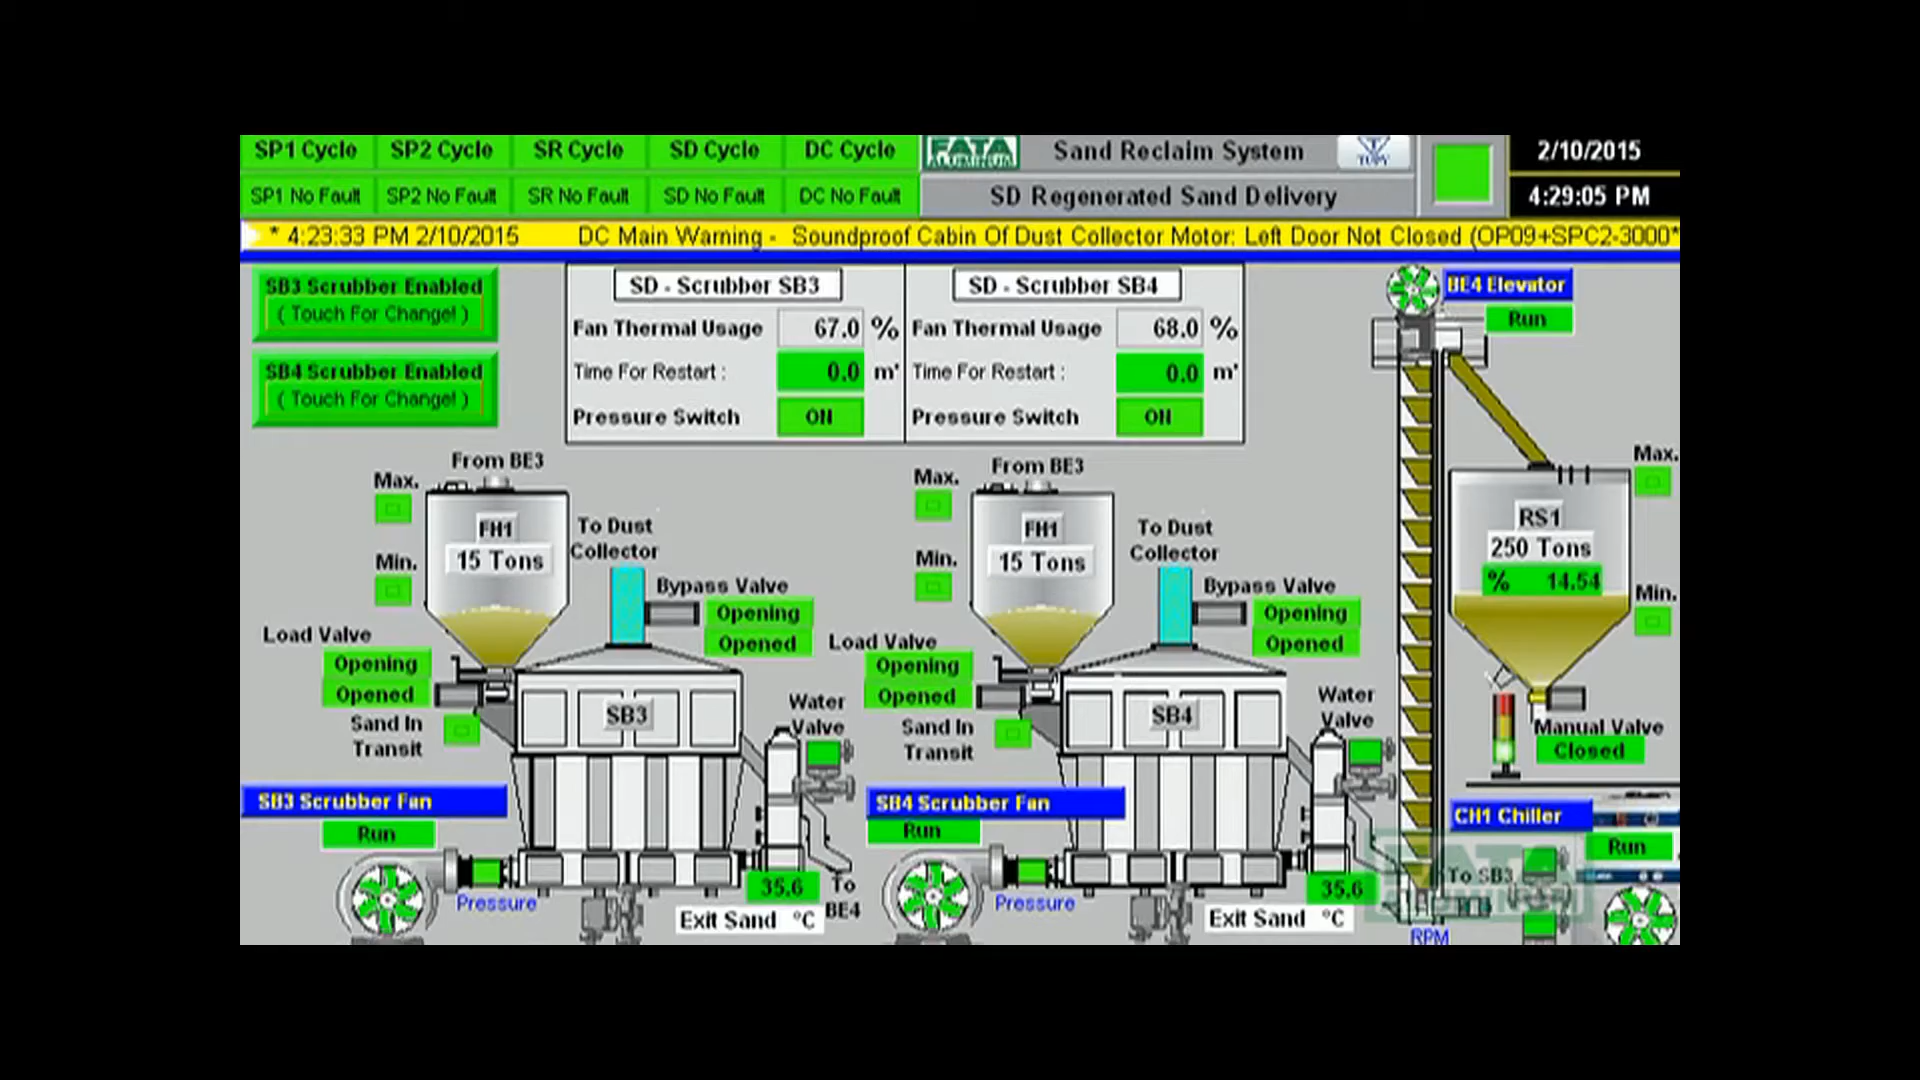 SP1 Cycle SP2 Cycle SR Cycle SD Cycle DC Cycle FATA ALUMINUM Sand Reclaim System TUPY 2/10/2015
SP1 No Fault SP2 No Fault SR No Fault SD No Fault DC No Fault SD Regenerated Sand Delivery 4:29:05 PM
* 4:23:33 PM 2/10/2015 DC Main Warning - Soundproof Cabin Of Dust Collector Motor: Left Door Not Closed (OP09+SPC2-3000*
SB3 Scrubber Enabled
( Touch For Change! )
SB4 Scrubber Enabled
( Touch For Change! )
SD - Scrubber SB3
Fan Thermal Usage 67.0 %
Time For Restart : 0.0 m'
Pressure Switch ON
SD - Scrubber SB4
Fan Thermal Usage 68.0 %
Time For Restart : 0.0 m'
Pressure Switch ON
BE4 Elevator
Run
From BE3
Max.
FH1
15 Tons
Min.
To Dust
Collector
Bypass Valve
Opening
Opened
Load Valve
Opening
Opened
Sand In
Transit
SB3
Water
Valve
SB3 Scrubber Fan
Run
Pressure
35,6
Exit Sand °C
To
BE4
From BE3
Max.
FH1
15 Tons
Min.
To Dust
Collector
Bypass Valve
Opening
Opened
Load Valve
Opening
Opened
Sand In
Transit
SB4
Water
Valve
SB4 Scrubber Fan
Run
Pressure
35,6
Exit Sand °C
Max.
RS1
250 Tons
% 14.54
Min.
Manual Valve
Closed
CH1 Chiller
Run
To SB3
FATA
ALUMINUM
RPM